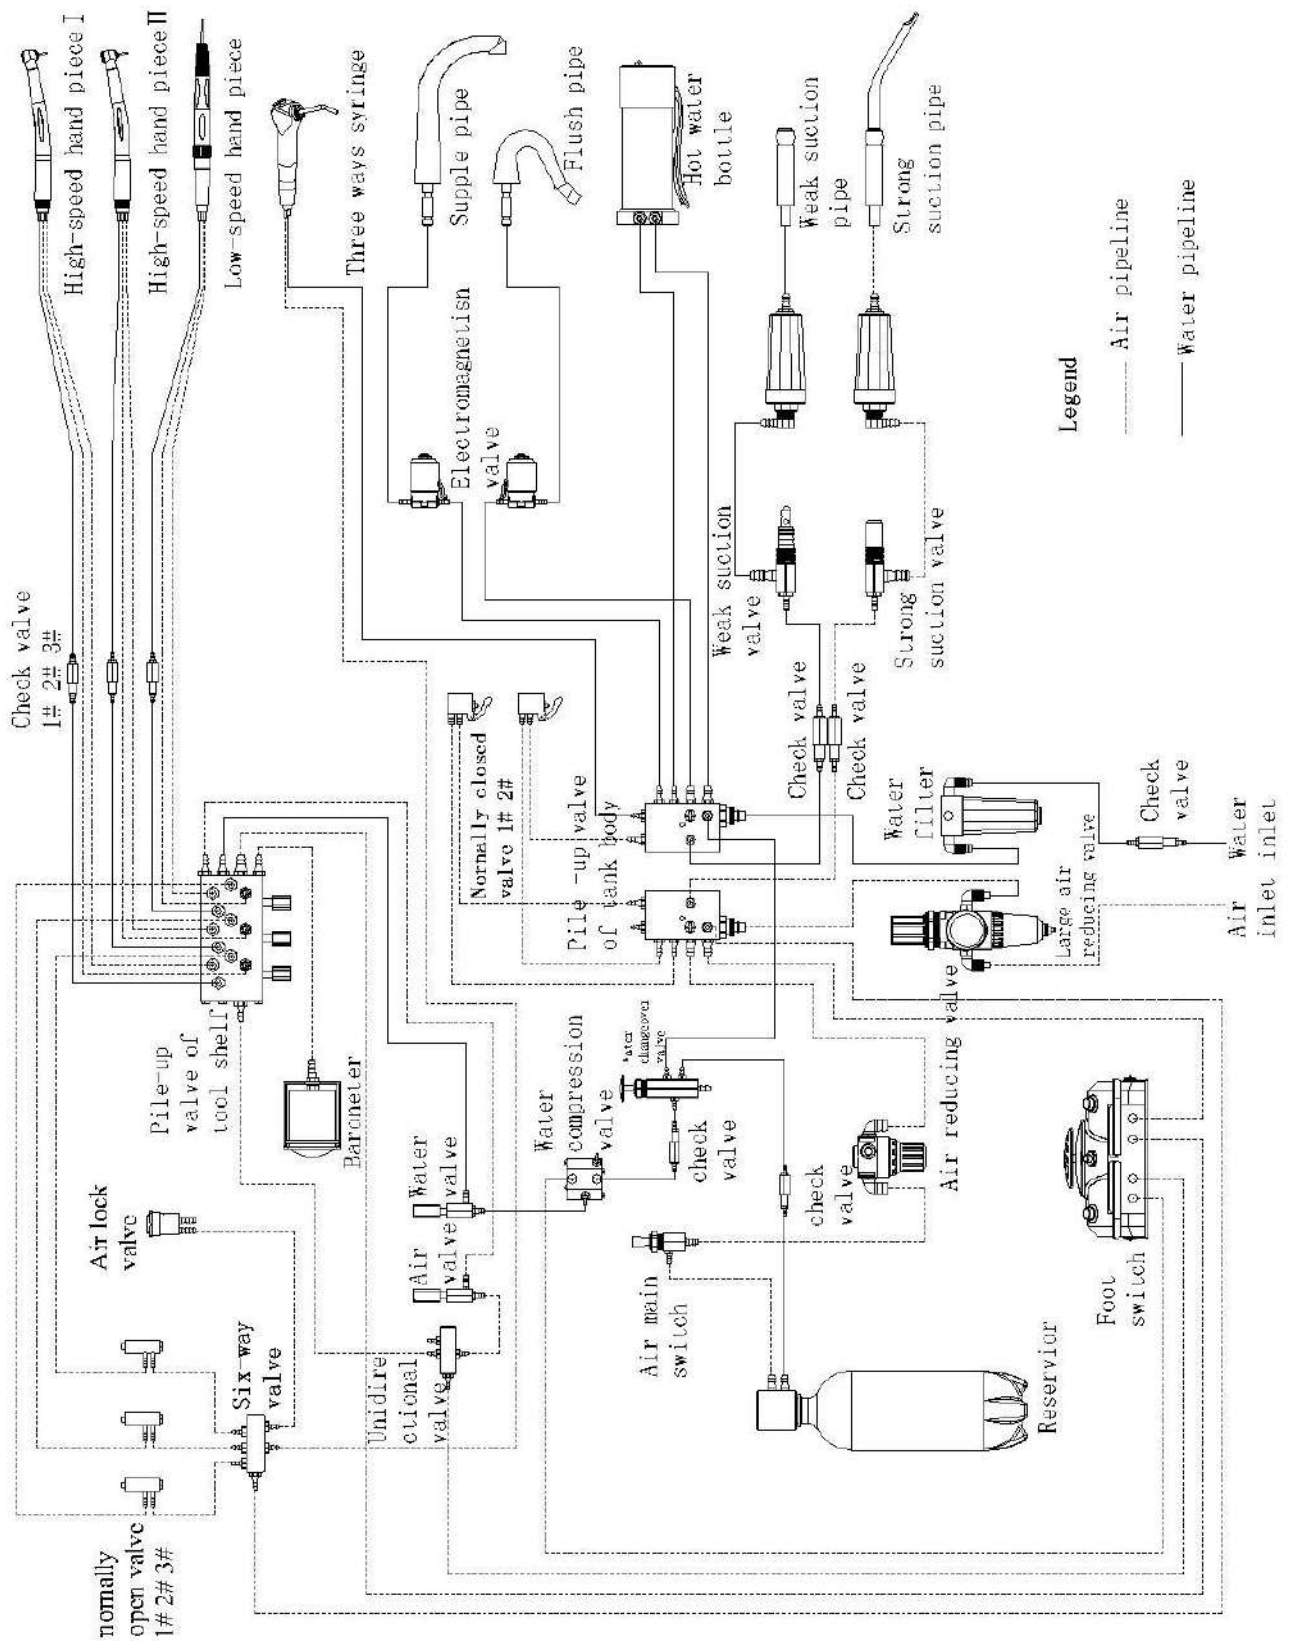 High-speed hand piece I
High-speed hand piece II
Low-speed hand piece
Three ways syringe
Supple pipe
Flush pipe
Hot water
bottle
Weak suction
pipe
Strong
suction pipe
Check valve
1# 2# 3#
Electromagnetisn
valve
Weak suction
valve
Strong
suction valve
Legend
Air pipeline
Water pipeline
Nornally closed
valve 1# 2#
Pile -up valve
of tank body
Check valve
Check valve
Water
filter
Check
valve
Water
inlet
Air
inlet
Large air
reducing valve
Pile-up
valve of
tool shelf
Baroneter
Water
compression
valve
changeover
valve
check
valve
check
valve
Air reducing valve
Air lock
valve
Water
valve
Air
valve
Air main
switch
Foot
switch
Six-way
valve
Unidire
ctional
valve
Reservior
normally
open valve
1# 2# 3#